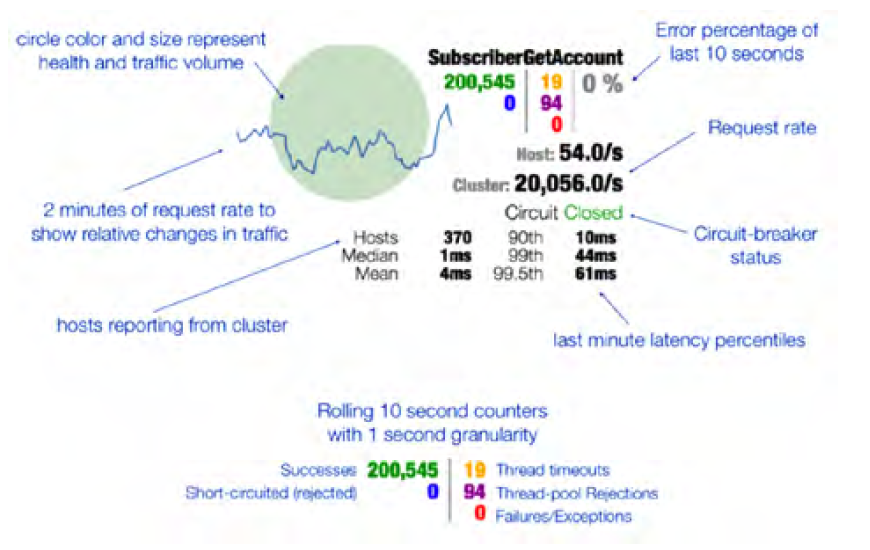 circle color and size represent
health and traffic volume
Error percentage of
last 10 seconds
SubscriberGetAccount
200,545 19 0 %
0 94
0
Host: 54.0/s
Request rate
Cluster: 20,056.0/s
2 minutes of request rate to
show relative changes in traffic
Circuit Closed
Circuit-breaker
status
Hosts 370 90th 10ms
Median 1ms 99th 44ms
Mean 4ms 99.5th 61ms
hosts reporting from cluster
last minute latency percentiles
Rolling 10 second counters
with 1 second granularity
Successes 200,545 19 Thread timeouts
Short-circuited (rejected) 0 94 Thread-pool Rejections
0 Failures/Exceptions